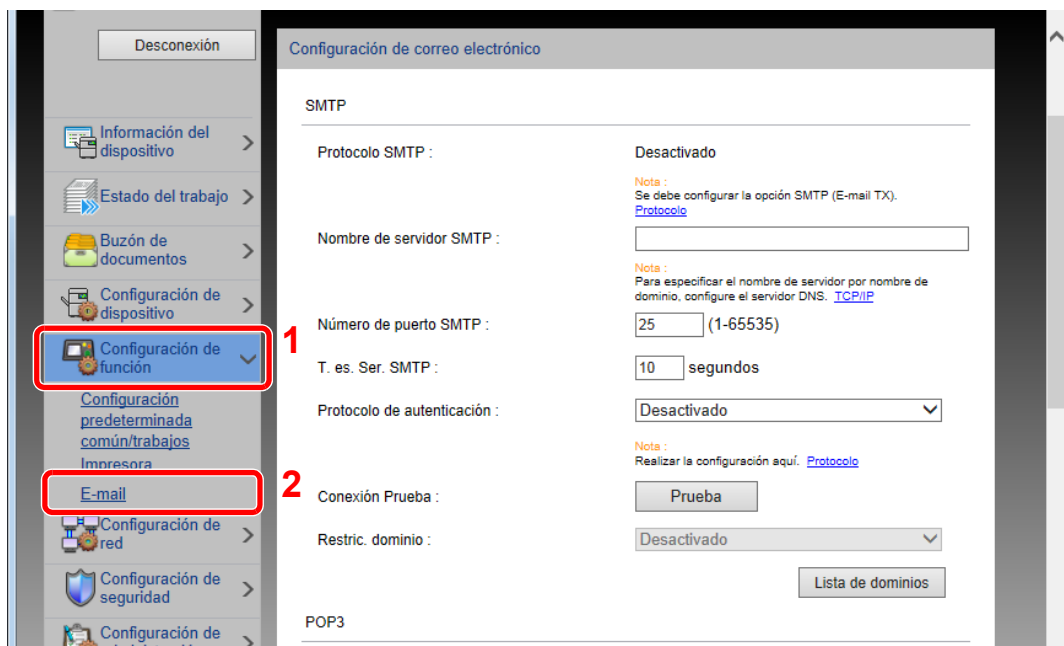 Desconexión
Información del
dispositivo
Estado del trabajo
Buzón de
documentos
Configuración de
dispositivo
1
Configuración de
función
Configuración
predeterminada
común/trabajos
Impresora
2
E-mail
Configuración de
red
Configuración de
seguridad
Configuración de
Configuración de correo electrónico
SMTP
Protocolo SMTP : Desactivado
Nota :
Se debe configurar la opción SMTP (E-mail TX).
Protocolo
Nombre de servidor SMTP :
Nota :
Para especificar el nombre de servidor por nombre de
dominio, configure el servidor DNS. TCP/IP
Número de puerto SMTP : 25 (1-65535)
T. es. Ser. SMTP : 10 segundos
Protocolo de autenticación : Desactivado
Nota :
Realizar la configuración aquí. Protocolo
Conexión Prueba : Prueba
Restric. dominio : Desactivado
Lista de dominios
POP3